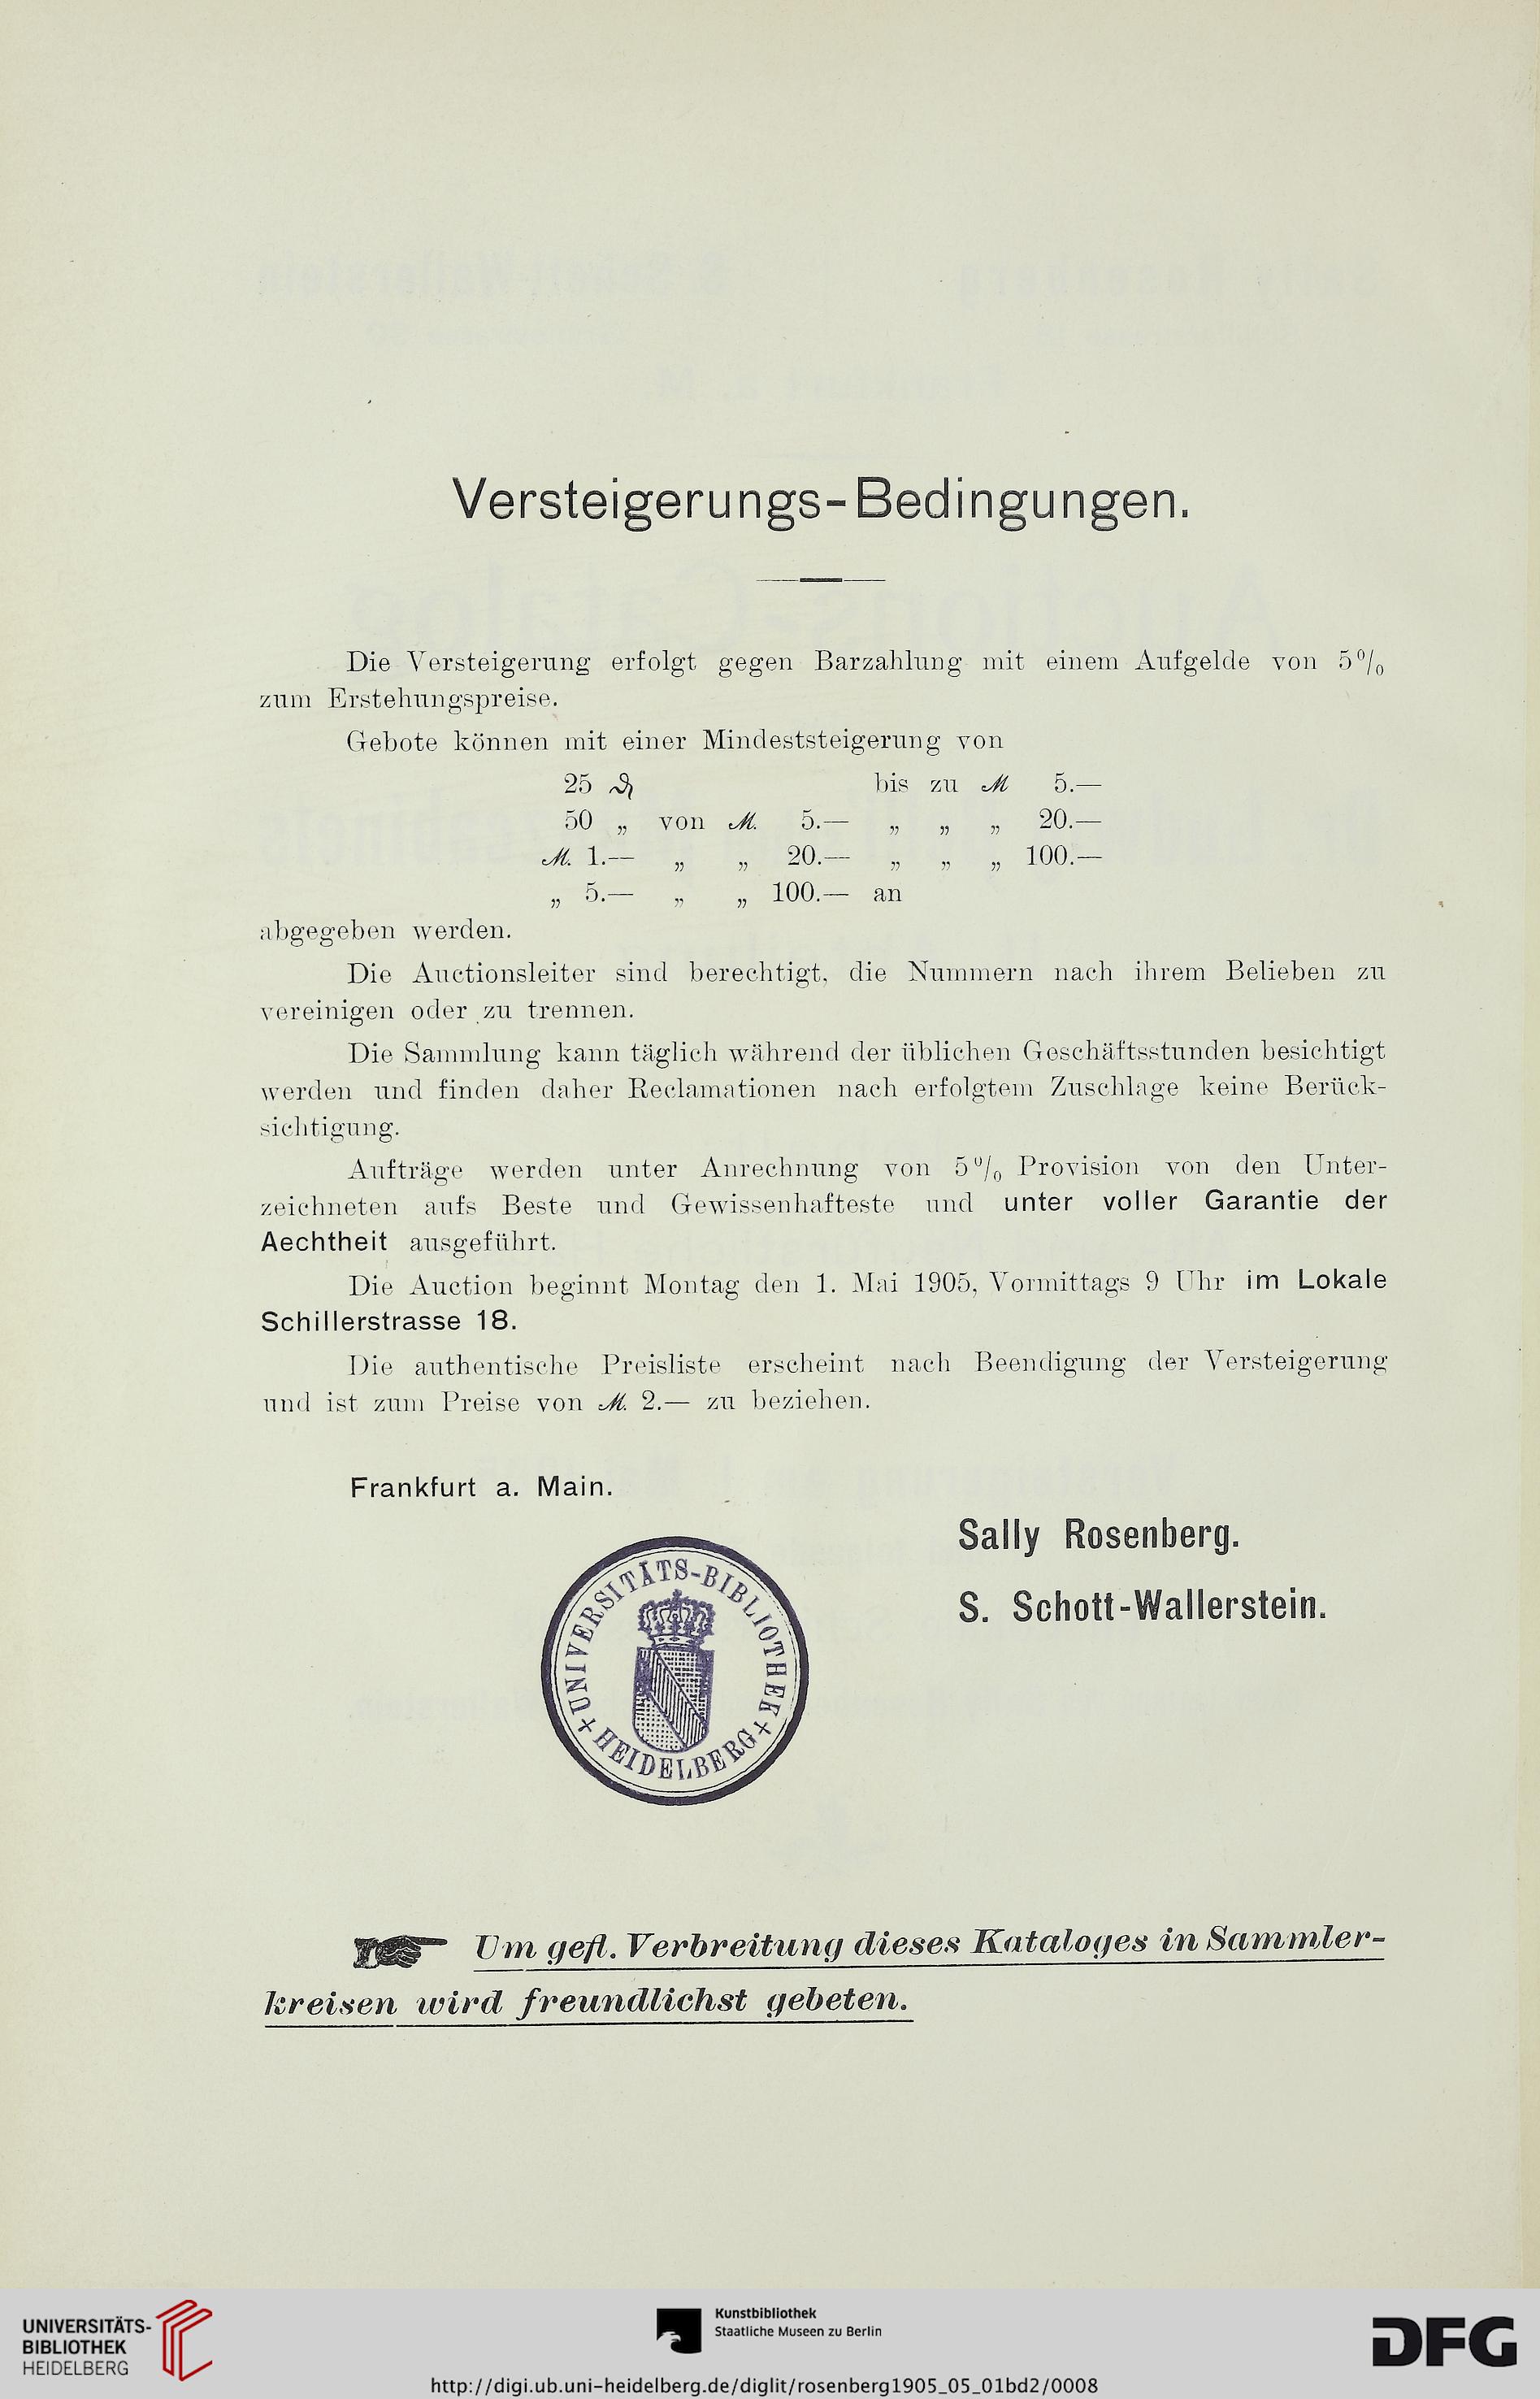 Versteigerungs-Bedingungen.
Die Versteigerung erfolgt gegen Barzahlung mit einem Aufgelde von 5%
zum Erstehungspreise.
Gebote können mit einer Mindeststeigerung von
25 ₰ bis zu ℳ 5.—
50 „ von ℳ. 5.— „ „ „ 20.—
ℳ. 1.— „ „ 20.— „ „ „ 100.—
„ 5.— „ „ 100.— an
abgegeben werden.
Die Auctionsleiter sind berechtigt, die Nummern nach ihrem Belieben zu
vereinigen oder zu trennen.
Die Sammlung kann täglich während der üblichen Geschäftsstunden besichtigt
werden und finden daher Reclamationen nach erfolgtem Zuschlage keine Berück-
sichtigung.
Aufträge werden unter Anrechnung von 5% Provision von den Unter-
zeichneten aufs Beste und Gewissenhafteste und unter voller Garantie der
Aechtheit ausgeführt.
Die Auction beginnt Montag den 1. Mai 1905, Vormittags 9 Uhr im Lokale
Schillerstrasse 18.
Die authentische Preisliste erscheint nach Beendigung der Versteigerung
und ist zum Preise von ℳ. 2.— zu beziehen.
Frankfurt a. Main.
Sally Rosenberg.
S. Schott-Wallerstein.
UNIVERSITÄTS-BIBLIOTHEK
+ HEIDELBERG +
Um gefl. Verbreitung dieses Kataloges in Sammler-
kreisen wird freundlichst gebeten.
UNIVERSITÄTS-
BIBLIOTHEK
HEIDELBERG
Kunstbibliothek
Staatliche Museen zu Berlin
DFG
http://digi.ub.uni-heidelberg.de/diglit/rosenberg1905_05_01bd2/0008